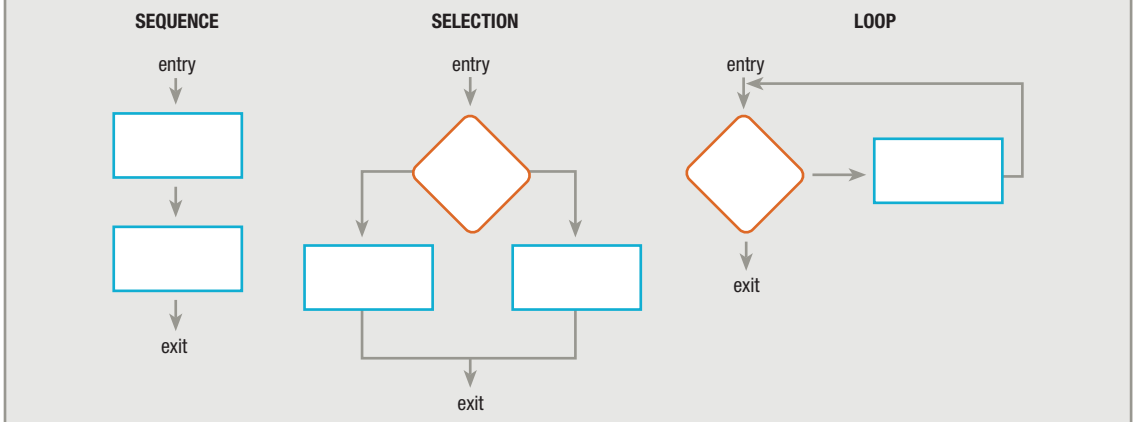 SEQUENCE
entry
exit
SELECTION
entry
exit
LOOP
entry
exit